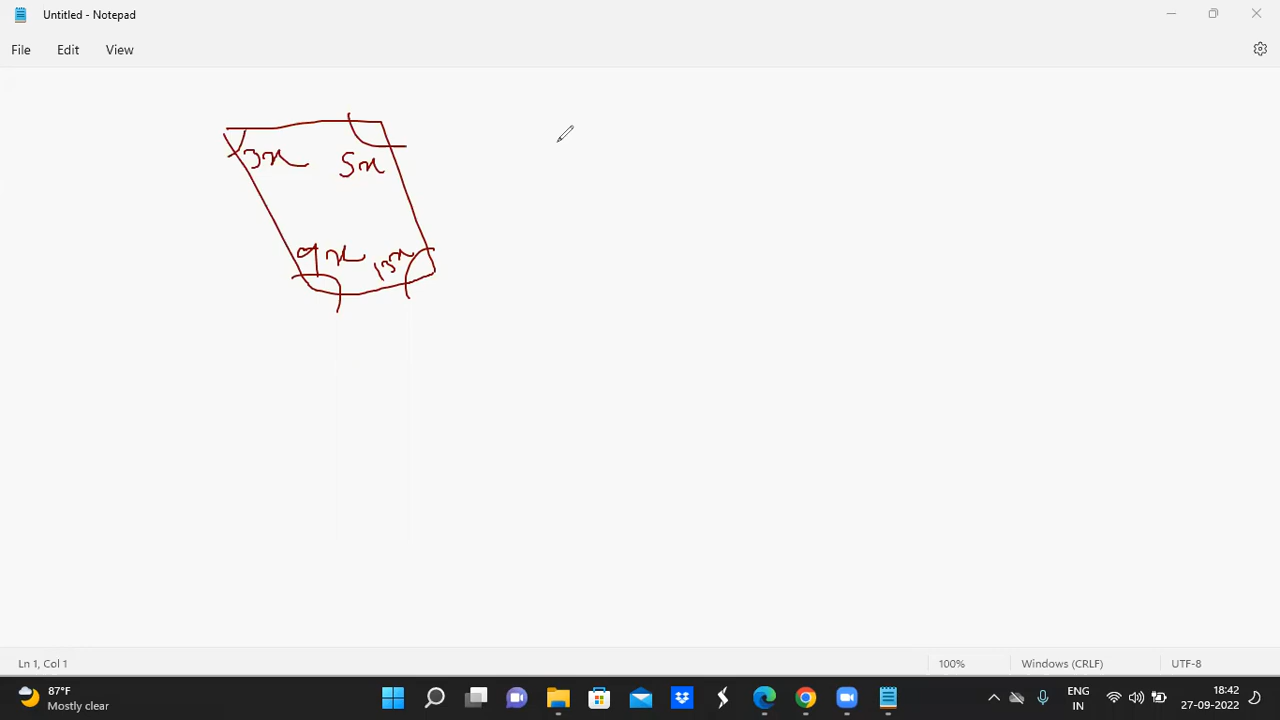 Untitled - Notepad
File Edit View
3x 5x
9x 13x
Ln 1, Col 1 100% Windows (CRLF) UTF-8
87°F
Mostly clear
ENG
IN
18:42
27-09-2022